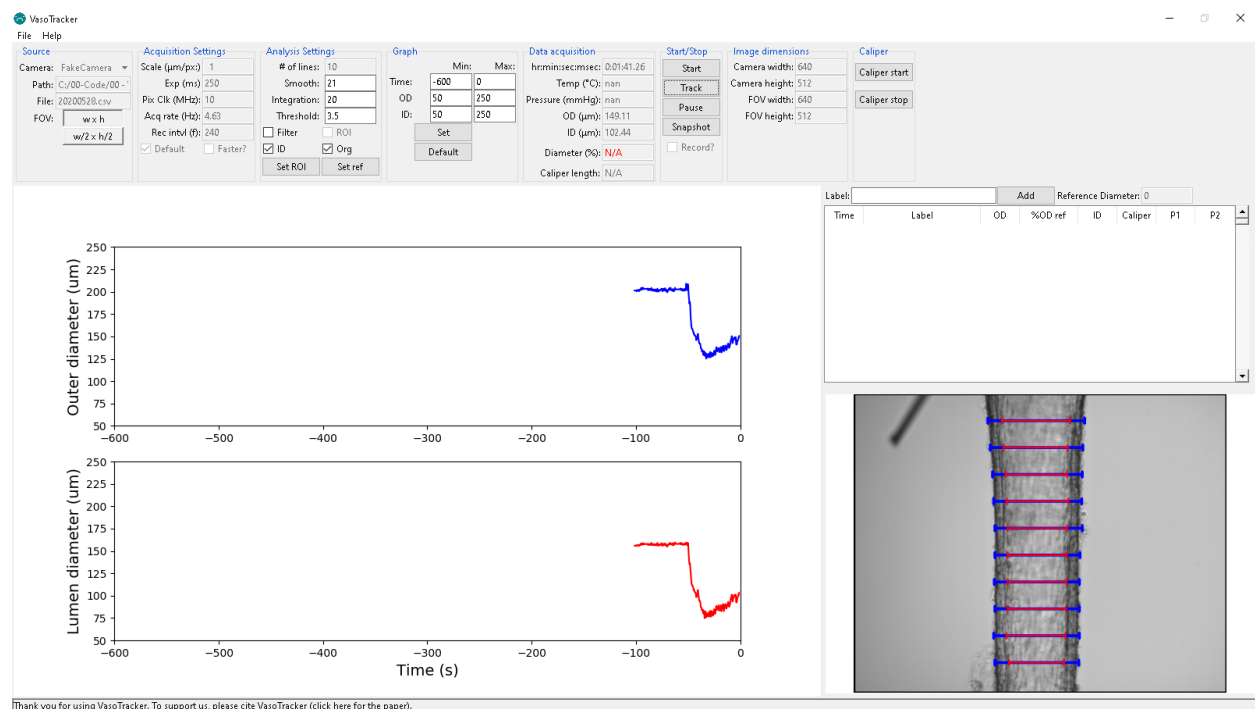 VasoTracker
File Help
Source
Camera: FakeCamera
Path: C:/00-Code/00 -
File: 20200528.csv
FOV: w x h
w/2 x h/2
Acquisition Settings
Scale (µm/px:) 1
Exp (ms) 250
Pix Clk (MHz): 10
Acq rate (Hz): 4.63
Rec intvl (f): 240
Default Faster?
Analysis Settings
# of lines: 10
Smooth: 21
Integration: 20
Threshold: 3.5
Filter ROI
ID Org
Set ROI Set ref
Graph
Min: Max:
Time: -600 0
OD 50 250
ID: 50 250
Set
Default
Data acquisition
hr:min:sec:msec: 0:01:41.26
Temp (°C): nan
Pressure (mmHg): nan
OD (µm): 149.11
ID (µm): 102.44
Diameter (%): N/A
Caliper length: N/A
Start/Stop
Start
Track
Pause
Snapshot
Record?
Image dimensions
Camera width: 640
Camera height: 512
FOV width: 640
FOV height: 512
Caliper
Caliper start
Caliper stop
Label: Add Reference Diameter: 0
Time Label OD %OD ref ID Caliper P1 P2
Outer diameter (um)
250
225
200
175
150
125
100
75
50
−600 −500 −400 −300 −200 −100 0
Lumen diameter (um)
250
225
200
175
150
125
100
75
50
−600 −500 −400 −300 −200 −100 0
Time (s)
Thank you for using VasoTracker. To support us, please cite VasoTracker (click here for the paper).